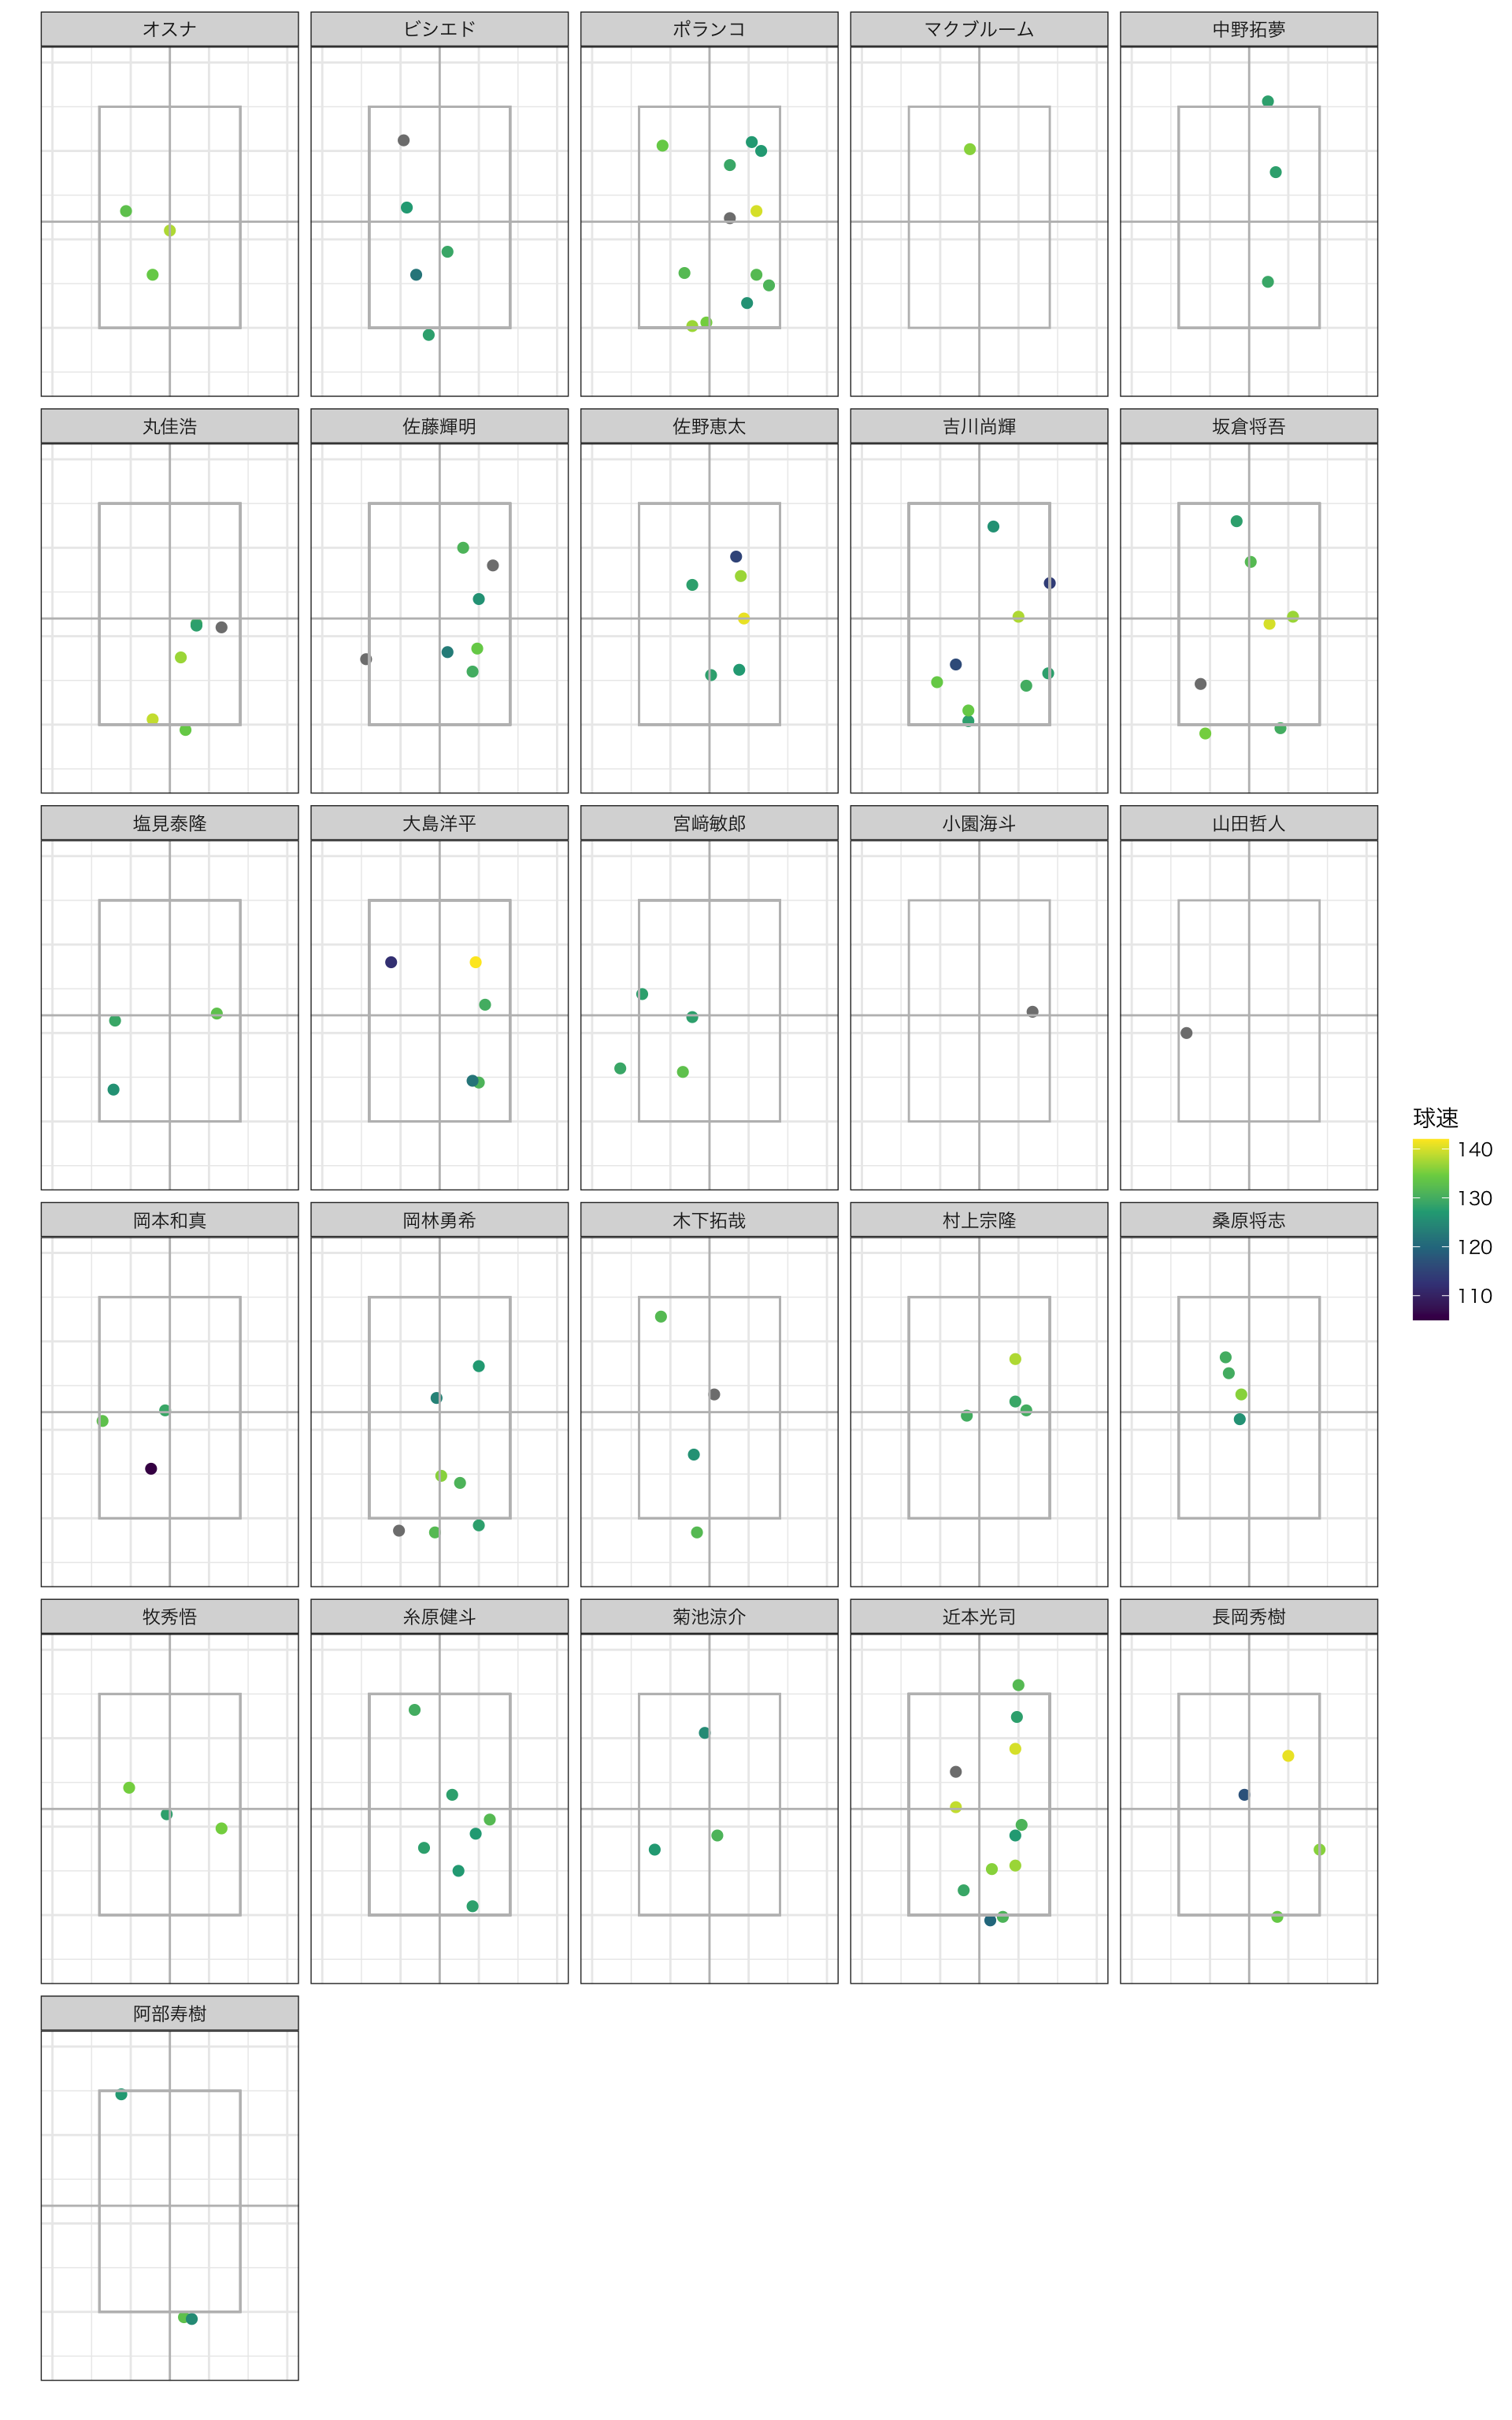 オスナ
ビシエド
ポランコ
マクブルーム
中野拓夢
丸佳浩
佐藤輝明
佐野恵太
吉川尚輝
坂倉将吾
塩見泰隆
大島洋平
宮﨑敏郎
小園海斗
山田哲人
球速
140
130
120
110
岡本和真
岡林勇希
木下拓哉
村上宗隆
桑原将志
牧秀悟
糸原健斗
菊池涼介
近本光司
長岡秀樹
阿部寿樹